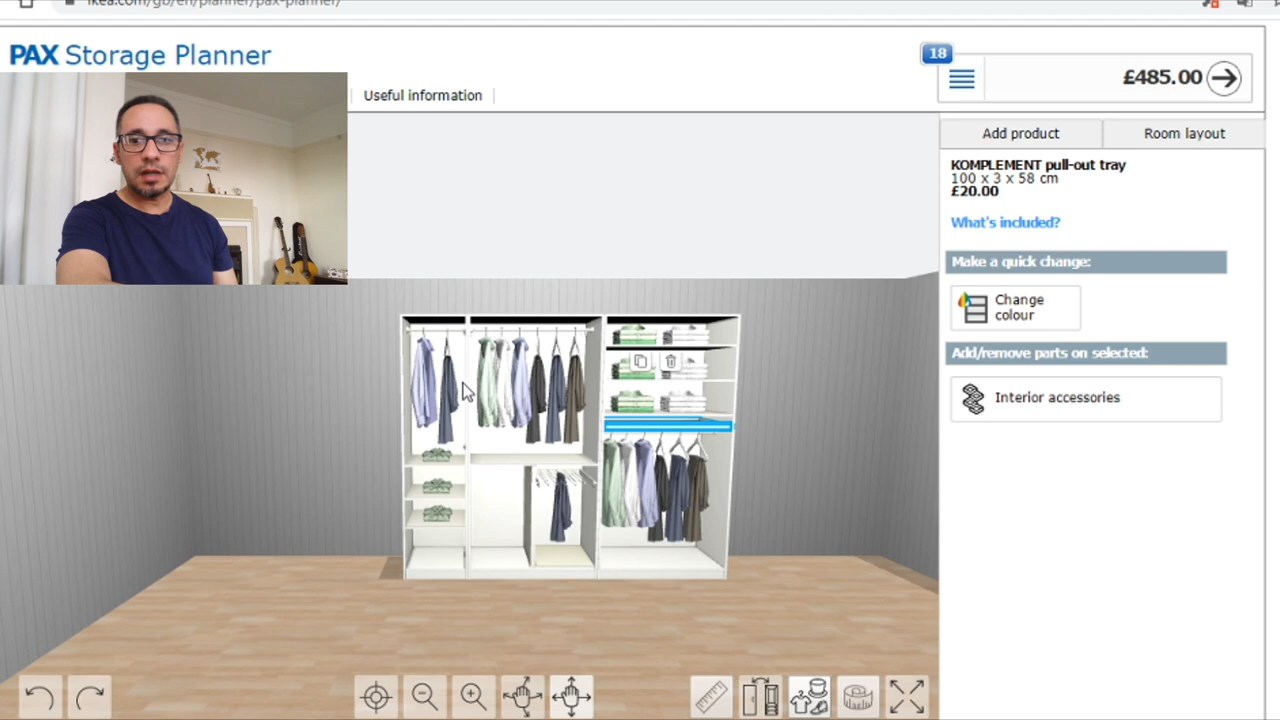 ikea.com/gb/en/planner/pax-planner/
PAX Storage Planner
18
£485.00
Useful information
Add product
Room layout
KOMPLEMENT pull-out tray
100 x 3 x 58 cm
£20.00
What's included?
Make a quick change:
Change
colour
Add/remove parts on selected:
Interior accessories